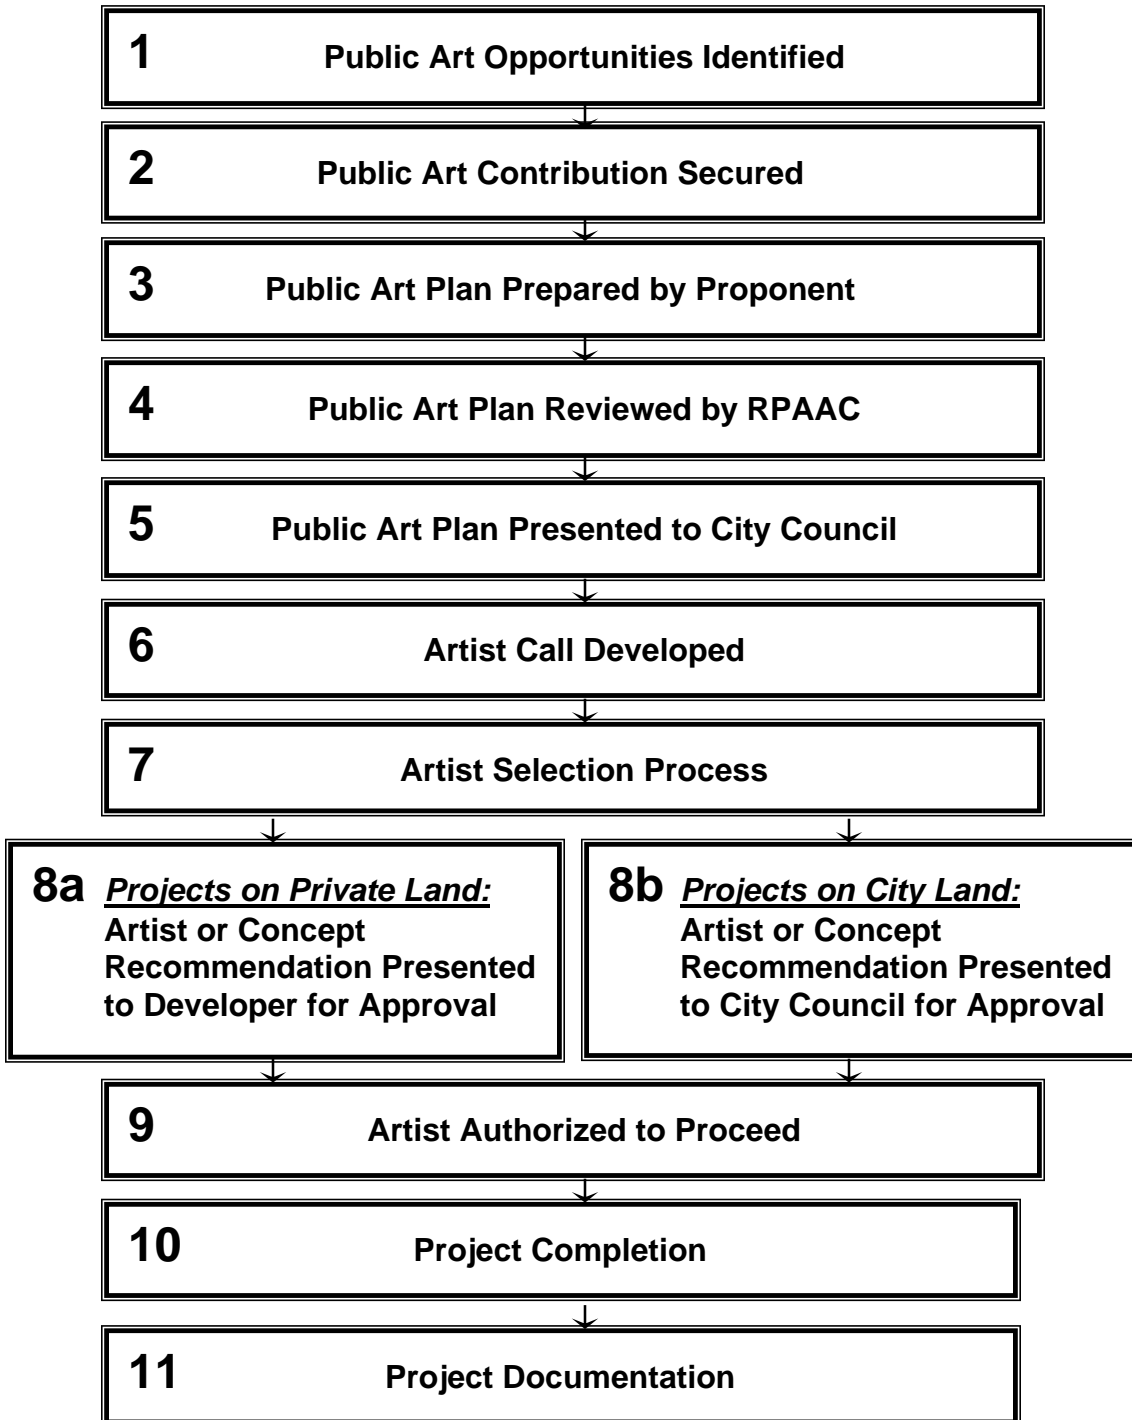 1 Public Art Opportunities Identified
2 Public Art Contribution Secured
3 Public Art Plan Prepared by Proponent
4 Public Art Plan Reviewed by RPAAC
5 Public Art Plan Presented to City Council
6 Artist Call Developed
7 Artist Selection Process
8a Projects on Private Land:
Artist or Concept
Recommendation Presented
to Developer for Approval
8b Projects on City Land:
Artist or Concept
Recommendation Presented
to City Council for Approval
9 Artist Authorized to Proceed
10 Project Completion
11 Project Documentation